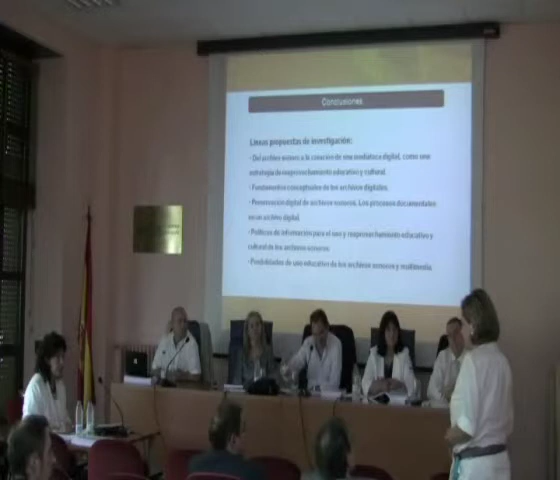 Conclusiones
Líneas propuestas de investigación:
• Del archivo sonoro a la creación de una mediateca digital, como una
estrategia de reaprovechamiento educativo y cultural.
• Fundamentos conceptuales de los archivos digitales.
• Preservación digital de archivos sonoros. Los procesos documentales
en un archivo digital.
• Políticas de información para el uso y reaprovechamiento educativo y
cultural de los archivos sonoros.
• Posibilidades de uso educativo de los archivos sonoros y multimedia.